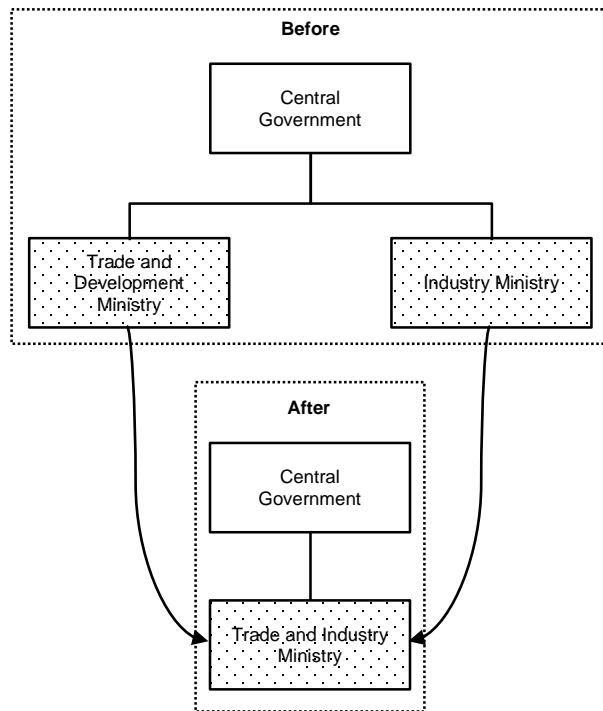 Before
Central
Government
Trade and
Development
Ministry
Industry Ministry
After
Central
Government
Trade and Industry
Ministry